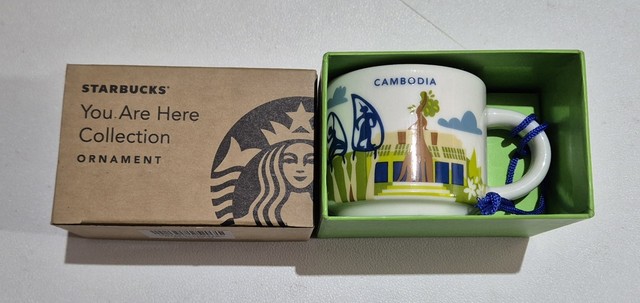 STARBUCKS®
You Are Here
Collection
ORNAMENT
CAMBODIA